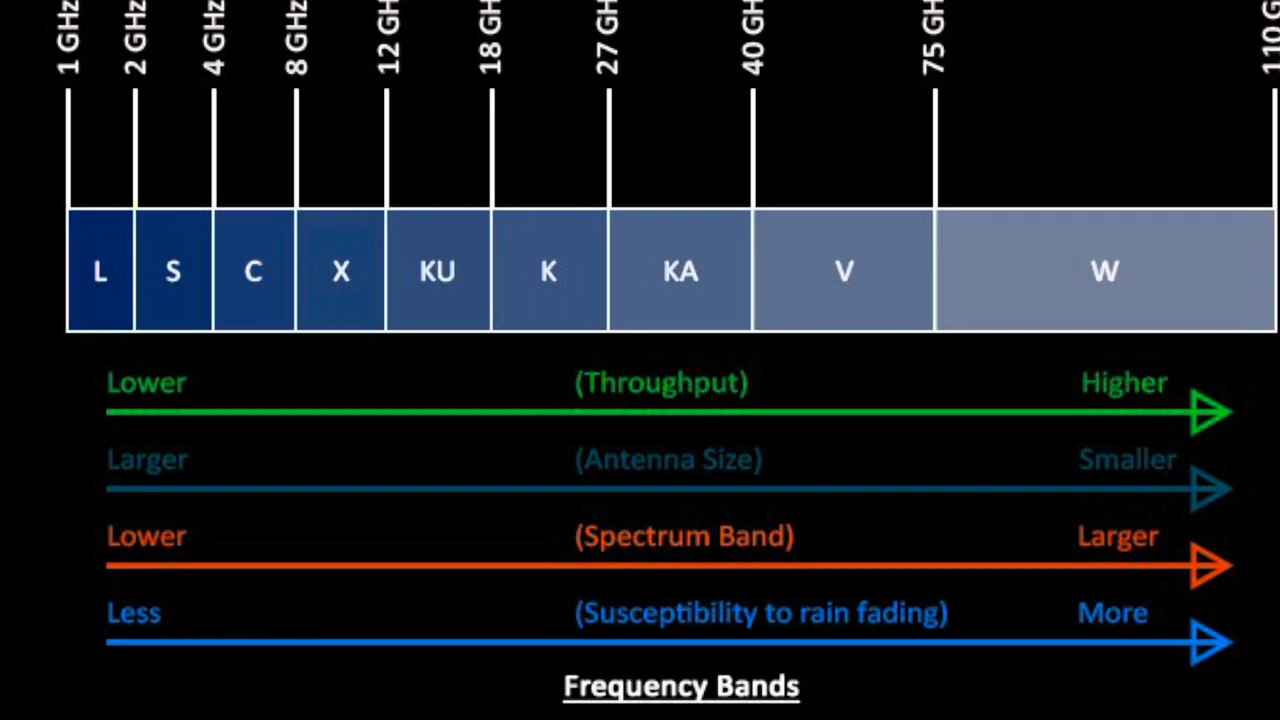 1 GHz 2 GHz 4 GHz 8 GHz 12 GH 18 GH 27 GH 40 GH 75 GH 110 G
L S C X KU K KA V W
Lower (Throughput) Higher
Larger (Antenna Size) Smaller
Lower (Spectrum Band) Larger
Less (Susceptibility to rain fading) More
Frequency Bands